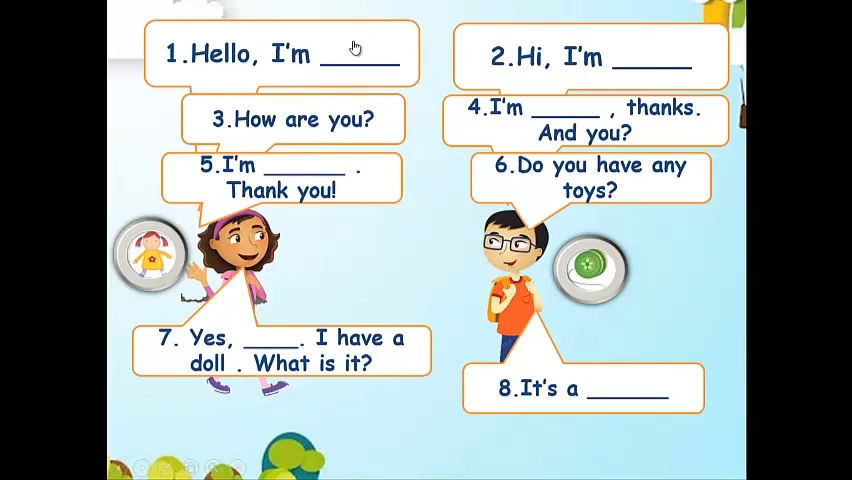 1.Hello, I'm ______
2.Hi, I'm ______
3.How are you?
4.I'm _____ , thanks.
And you?
5.I'm ______ .
Thank you!
6.Do you have any
toys?
7. Yes, ____. I have a
doll . What is it?
8.It's a ______